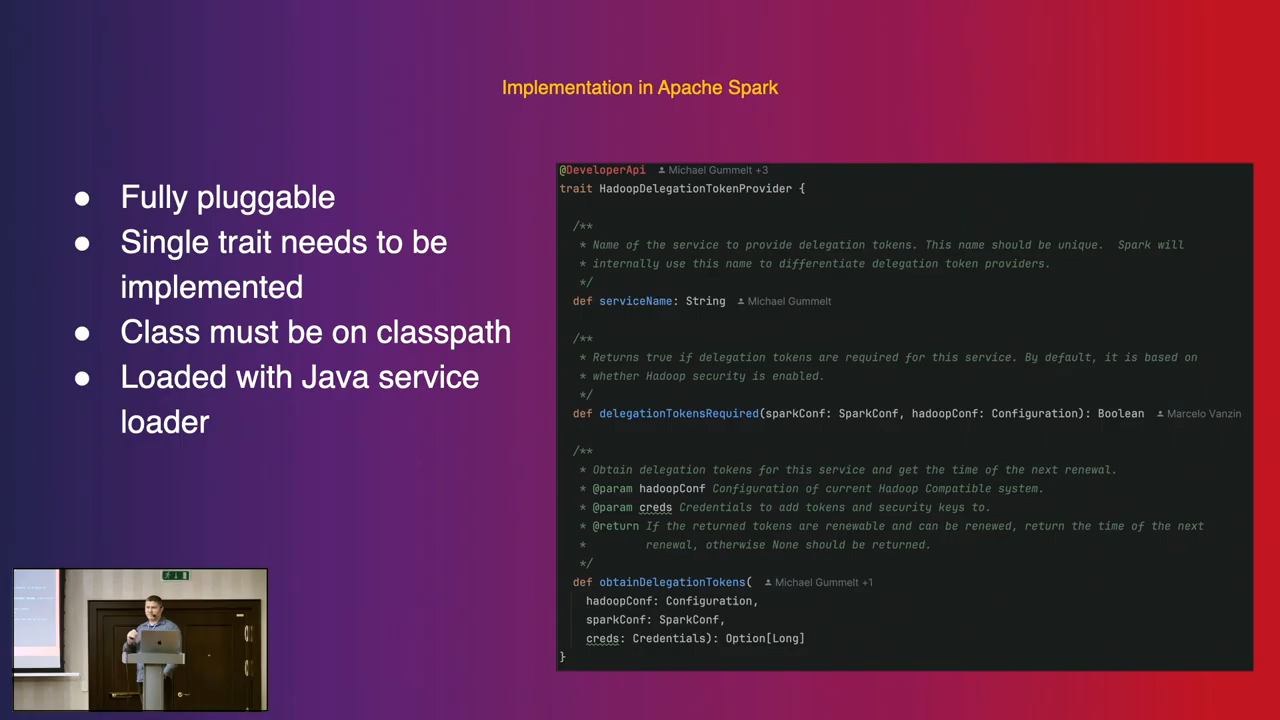 Implementation in Apache Spark
● Fully pluggable
● Single trait needs to be
implemented
● Class must be on classpath
● Loaded with Java service
loader
@DeveloperApi Michael Gummelt +3
trait HadoopDelegationTokenProvider {
/**
* Name of the service to provide delegation tokens. This name should be unique.  Spark will
* internally use this name to differentiate delegation token providers.
*/
def serviceName: String Michael Gummelt
/**
* Returns true if delegation tokens are required for this service. By default, it is based on
* whether Hadoop security is enabled.
*/
def delegationTokensRequired(sparkConf: SparkConf, hadoopConf: Configuration): Boolean Marcelo Vanzin
/**
* Obtain delegation tokens for this service and get the time of the next renewal.
* @param hadoopConf Configuration of current Hadoop Compatible system.
* @param creds Credentials to add tokens and security keys to.
* @return If the returned tokens are renewable and can be renewed, return the time of the next
*         renewal, otherwise None should be returned.
*/
def obtainDelegationTokens( Michael Gummelt +1
hadoopConf: Configuration,
sparkConf: SparkConf,
creds: Credentials): Option[Long]
}